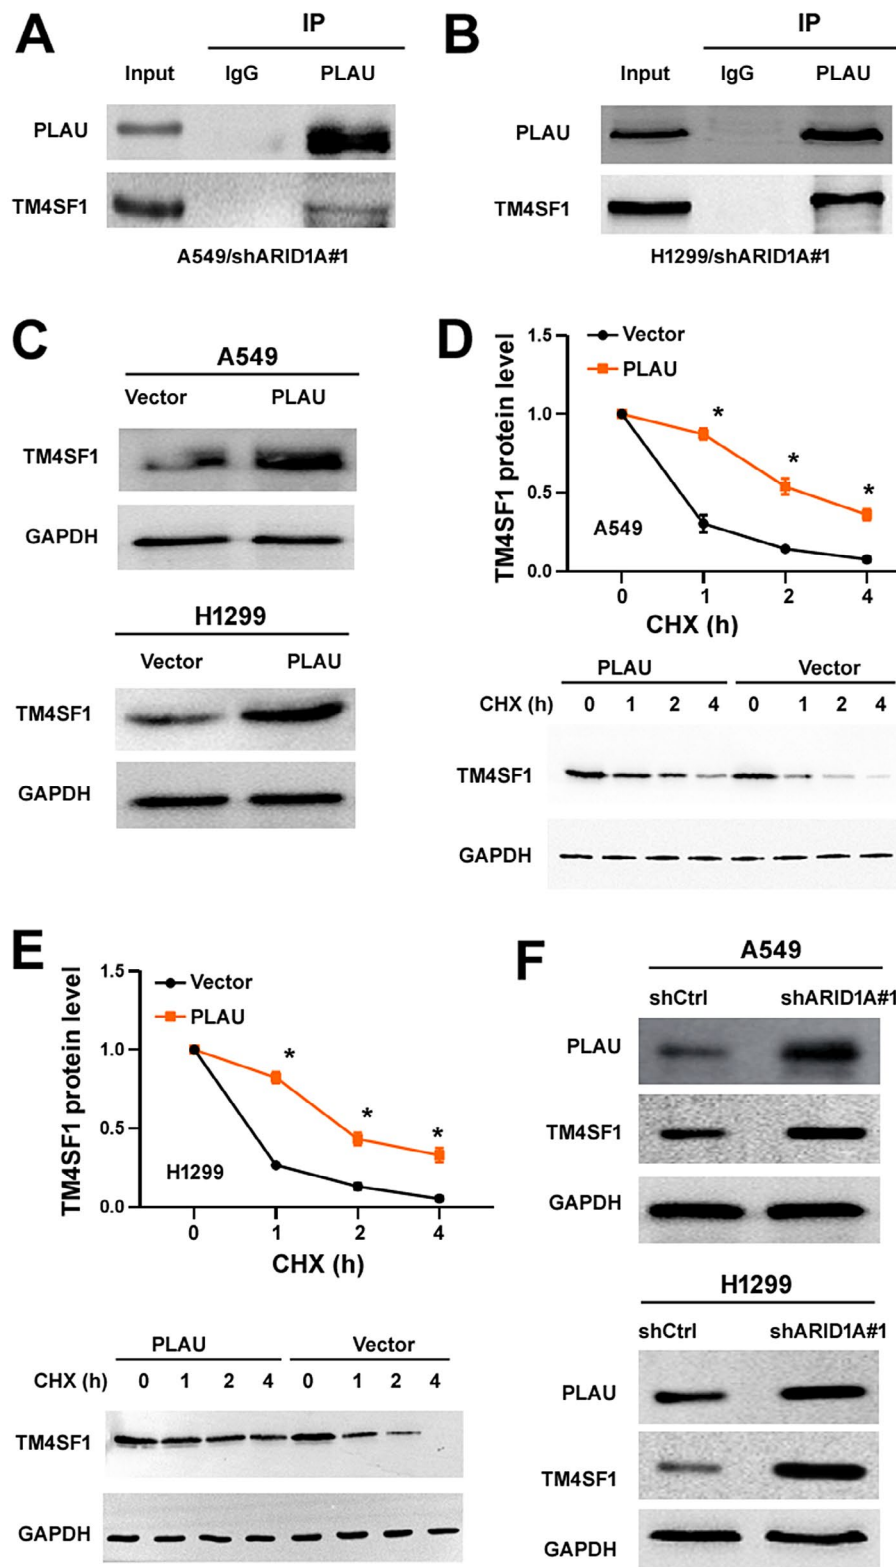 A
IP
Input IgG PLAU
PLAU
TM4SF1
A549/shARID1A#1
B
IP
Input IgG PLAU
PLAU
TM4SF1
H1299/shARID1A#1
C
A549
Vector PLAU
TM4SF1
GAPDH
H1299
Vector PLAU
TM4SF1
GAPDH
D
TM4SF1 protein level
1.5
1.0
0.5
0.0
Vector
PLAU
* * *
A549
0 1 2 4
CHX (h)
PLAU Vector
CHX (h) 0 1 2 4 0 1 2 4
TM4SF1
GAPDH
E
TM4SF1 protein level
1.5
1.0
0.5
0.0
Vector
PLAU
* * *
H1299
0 1 2 4
CHX (h)
PLAU Vector
CHX (h) 0 1 2 4 0 1 2 4
TM4SF1
GAPDH
F
A549
shCtrl shARID1A#1
PLAU
TM4SF1
GAPDH
H1299
shCtrl shARID1A#1
PLAU
TM4SF1
GAPDH